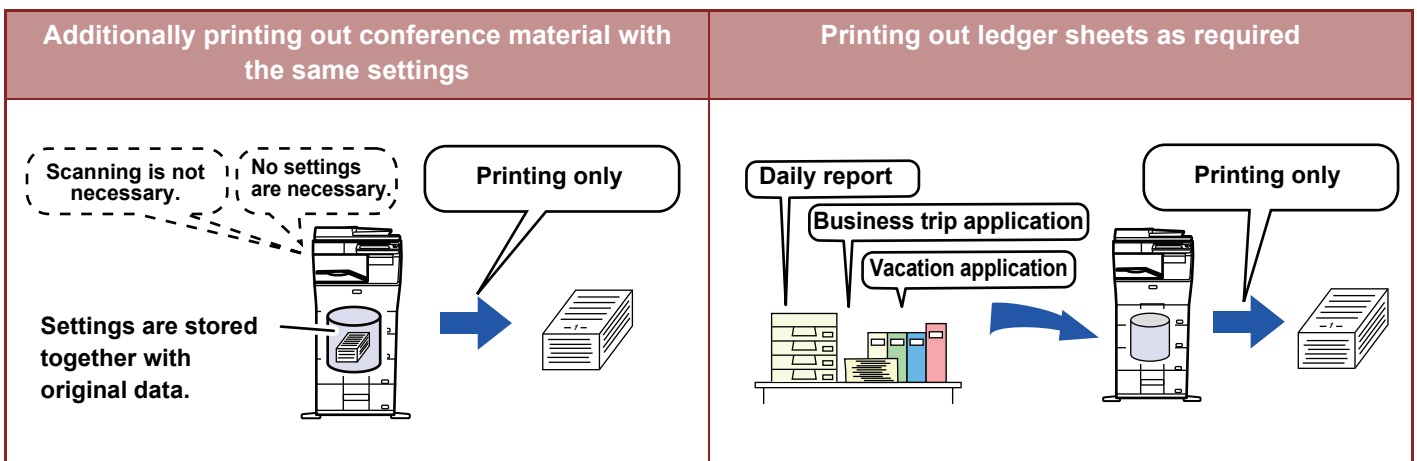 Additionally printing out conference material with
the same settings
Printing out ledger sheets as required
Scanning is not
necessary.
No settings
are necessary.
Printing only
Settings are stored
together with
original data.
-1-
Daily report
Business trip application
Vacation application
Printing only
-1-